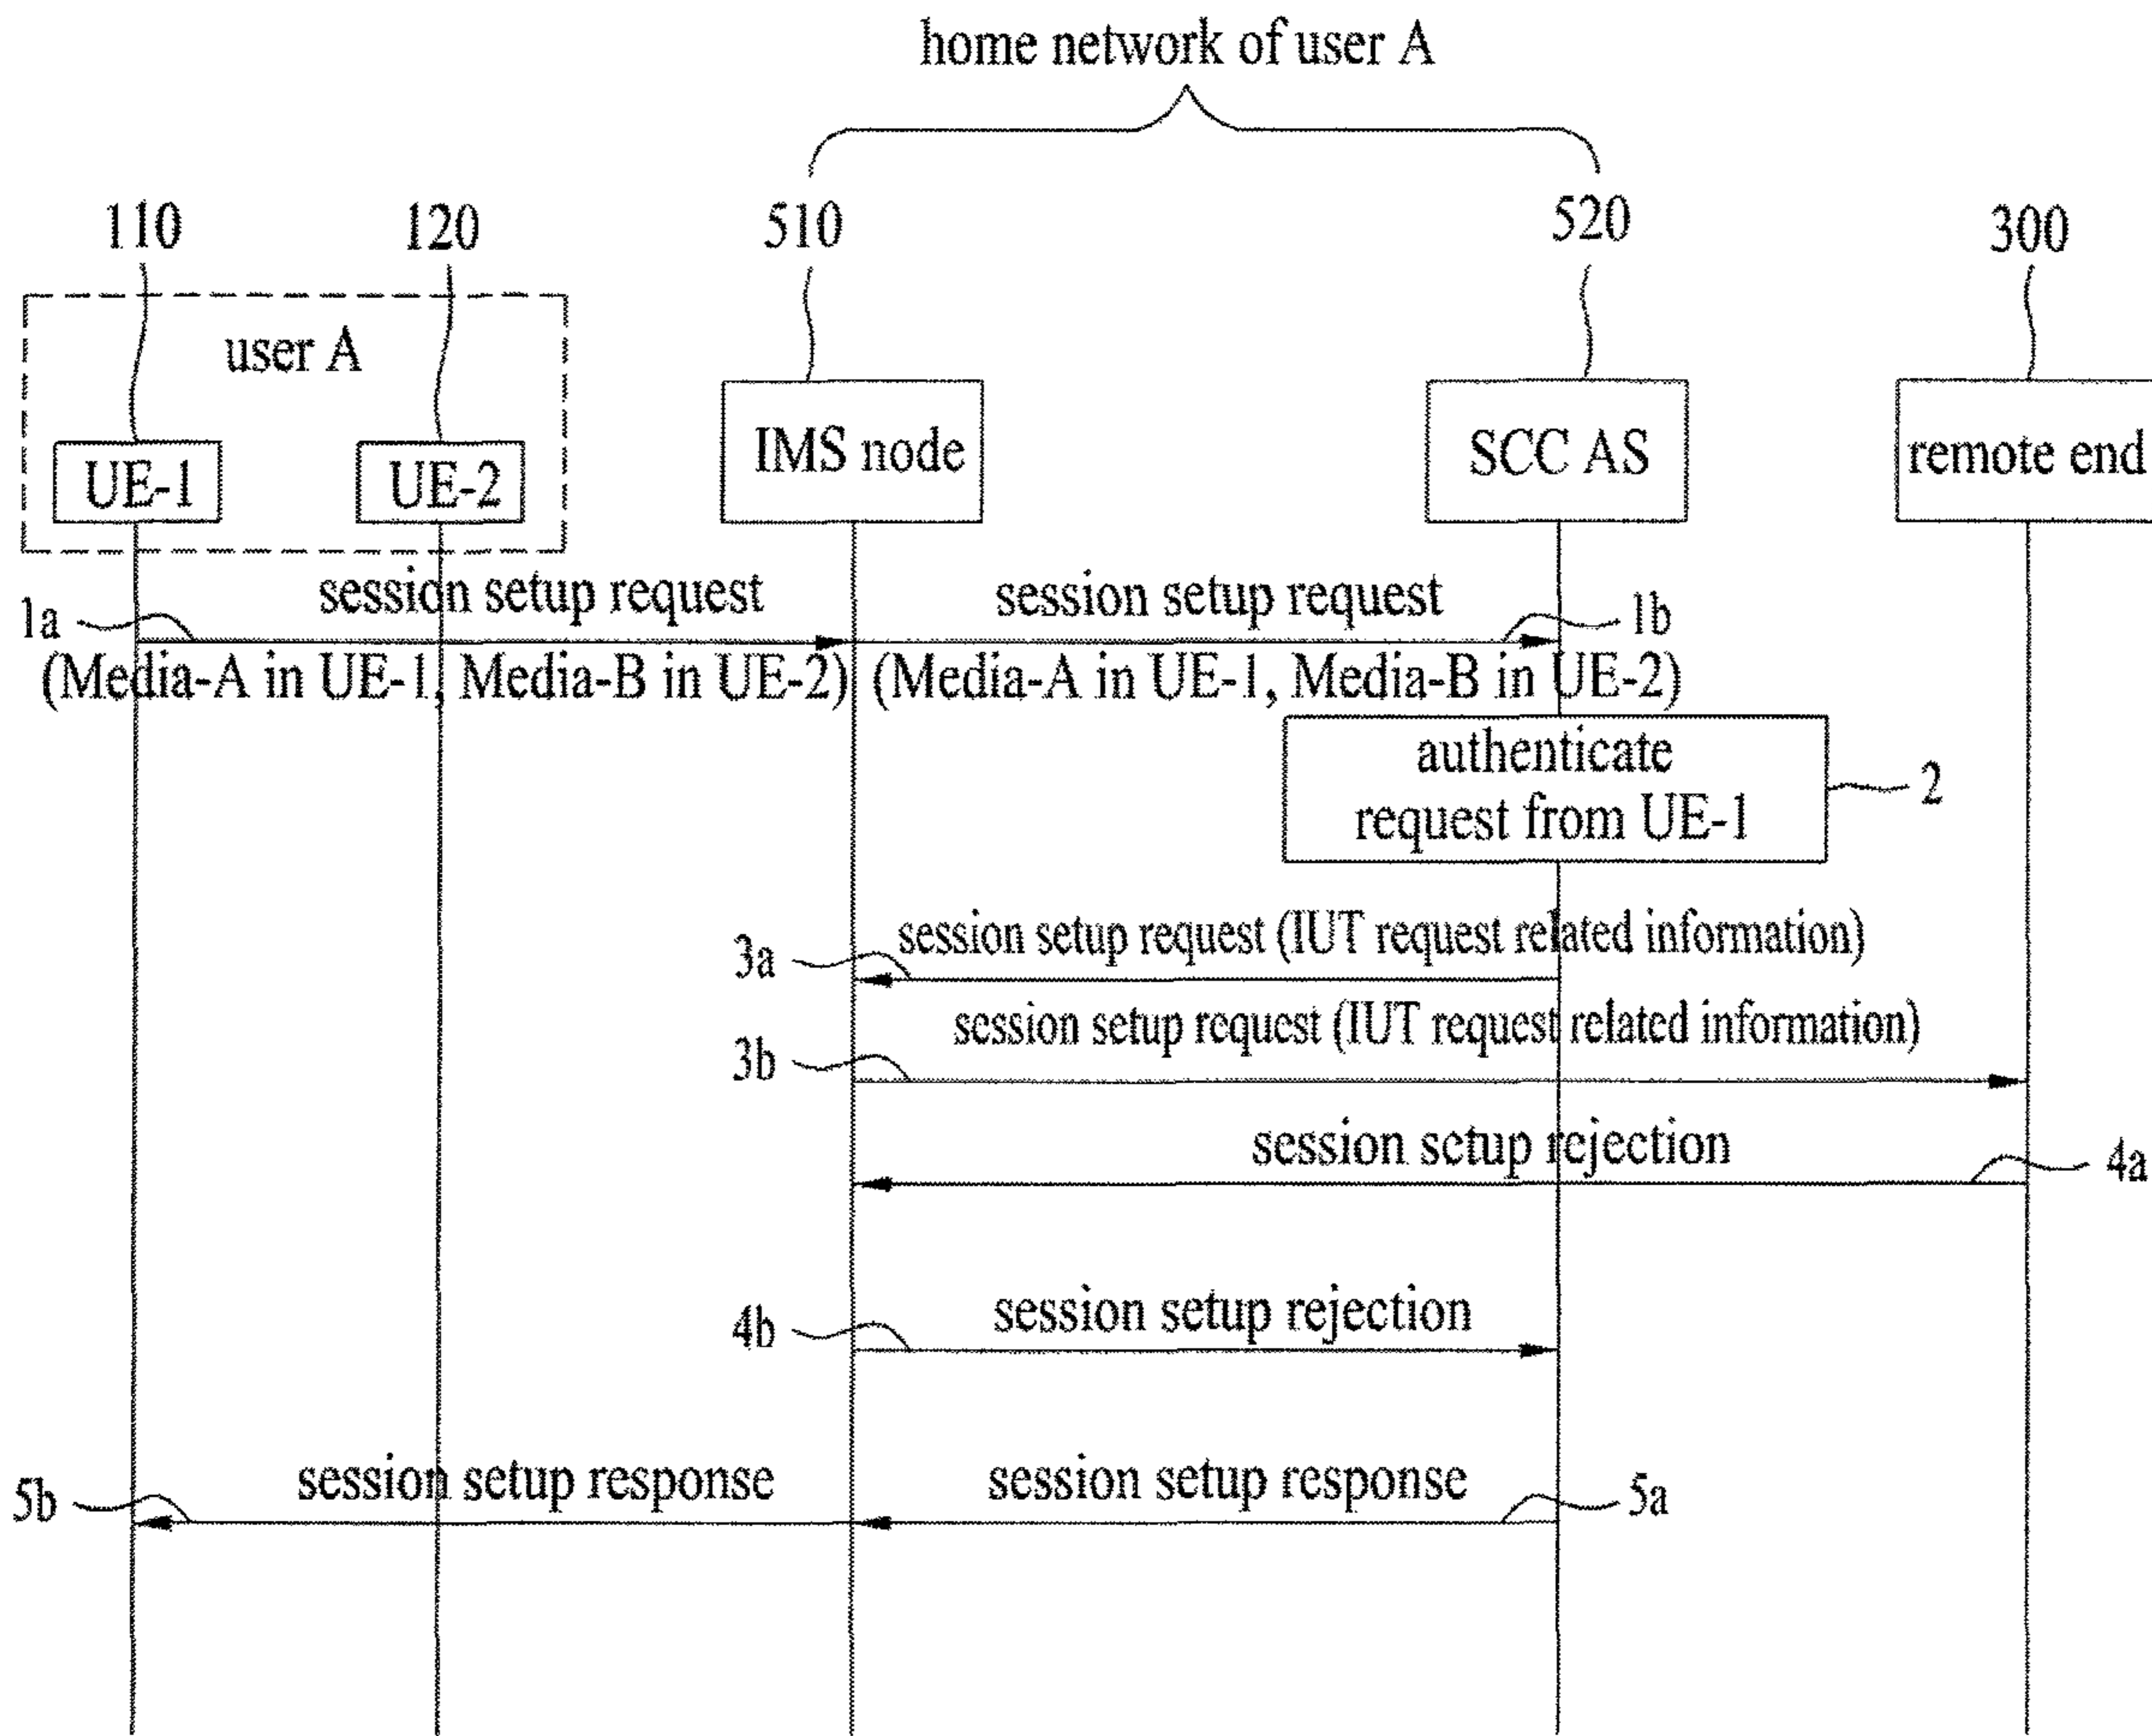 home network of user A
110
120
510
520
300
user A
UE-1
UE-2
IMS node
SCC AS
remote end
session setup request
session setup request
1a
1b
(Media-A in UE-1, Media-B in UE-2)
(Media-A in UE-1, Media-B in UE-2)
authenticate
request from UE-1
2
session setup request (IUT request related information)
3a
session setup request (IUT request related information)
3b
session setup rejection
4a
session setup rejection
4b
session setup response
session setup response
5b
5a